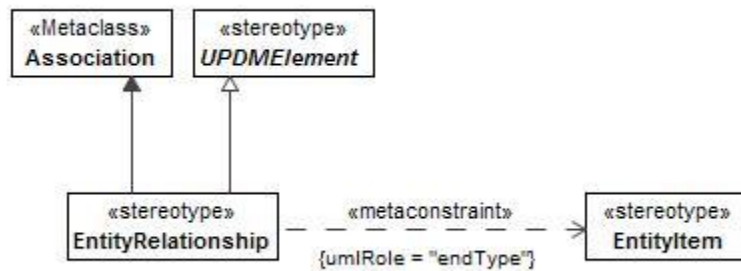 «Metaclass»
Association
«stereotype»
UPDMElement
«stereotype»
EntityRelationship
«metaconstraint»
{umlRole = "endType"}
«stereotype»
EntityItem